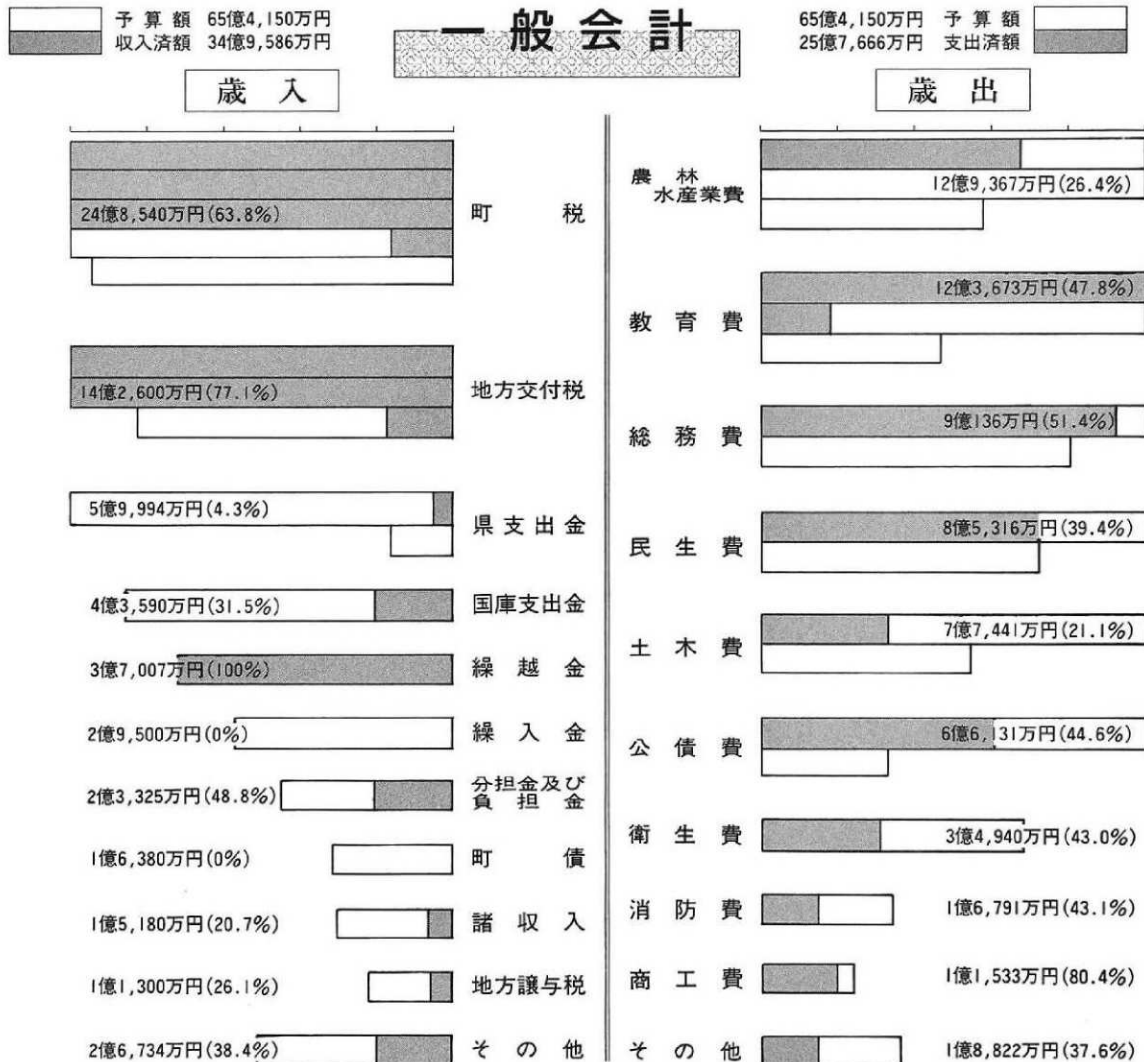 一般会計
予算額 65億4,150万円
収入済額 34億9,586万円
65億4,150万円 予算額
25億7,666万円 支出済額
歳入
24億8,540万円(63.8%) 町税
14億2,600万円(77.1%) 地方交付税
5億9,994万円(4.3%) 県支出金
4億3,590万円(31.5%) 国庫支出金
3億7,007万円(100%) 繰越金
2億9,500万円(0%) 繰入金
2億3,325万円(48.8%) 分担金及び
負担金
1億6,380万円(0%) 町債
1億5,180万円(20.7%) 諸収入
1億1,300万円(26.1%) 地方譲与税
2億6,734万円(38.4%) その他
歳出
農林
水産業費 12億9,367万円(26.4%)
教育費 12億3,673万円(47.8%)
総務費 9億136万円(51.4%)
民生費 8億5,316万円(39.4%)
土木費 7億7,441万円(21.1%)
公債費 6億6,131万円(44.6%)
衛生費 3億4,940万円(43.0%)
消防費 1億6,791万円(43.1%)
商工費 1億1,533万円(80.4%)
その他 1億8,822万円(37.6%)